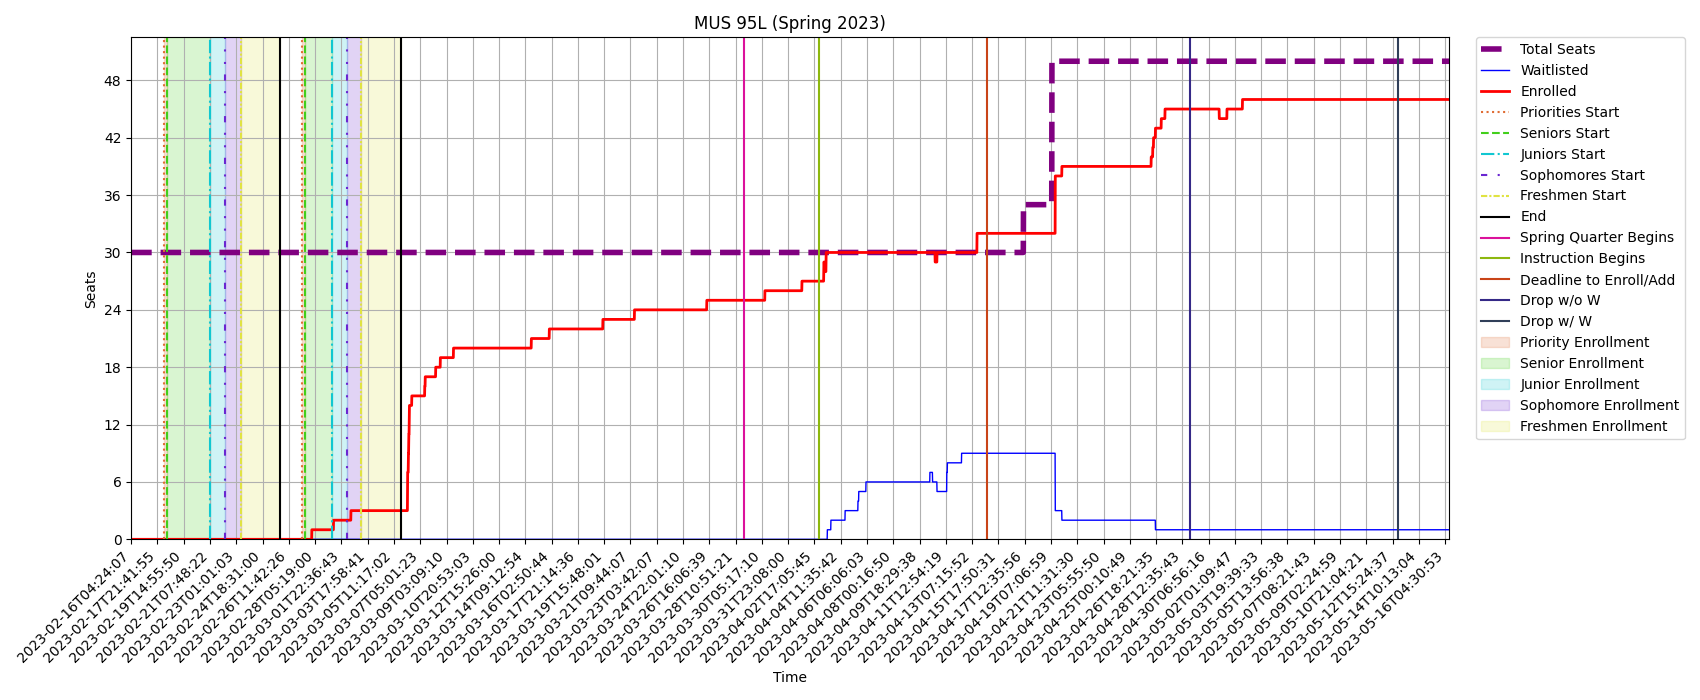 MUS 95L (Spring 2023)
Seats
48
42
36
30
24
18
12
6
0
2023-02-16T04:24:07
2023-02-17T21:41:55
2023-02-19T14:55:50
2023-02-21T07:48:22
2023-02-23T01:01:03
2023-02-24T18:31:00
2023-02-26T11:42:26
2023-02-28T05:19:00
2023-03-01T22:36:43
2023-03-03T17:58:41
2023-03-05T11:17:02
2023-03-07T05:01:23
2023-03-09T03:09:10
2023-03-12T15:26:00
2023-03-10T20:53:03
2023-03-14T09:12:54
2023-03-16T02:50:44
2023-03-17T21:14:36
2023-03-19T15:48:01
2023-03-21T09:44:07
2023-03-23T03:42:07
2023-03-24T22:01:10
2023-03-26T16:06:39
2023-03-28T10:51:21
2023-03-30T05:17:10
2023-03-31T23:08:00
2023-04-02T17:05:45
2023-04-04T11:35:42
2023-04-06T06:06:03
2023-04-08T00:16:50
2023-04-09T18:29:38
2023-04-11T12:54:19
2023-04-13T07:15:52
2023-04-15T17:50:31
2023-04-17T12:35:56
2023-04-19T07:06:59
2023-04-21T11:31:30
2023-04-23T05:55:50
2023-04-25T00:10:49
2023-04-26T18:21:35
2023-04-28T12:35:43
2023-04-30T06:56:16
2023-05-02T01:09:47
2023-05-03T19:39:33
2023-05-05T13:56:38
2023-05-07T08:21:43
2023-05-09T02:24:59
2023-05-10T21:04:21
2023-05-12T15:24:37
2023-05-14T10:13:04
2023-05-16T04:30:53
Time
Total Seats
Waitlisted
Enrolled
Priorities Start
Seniors Start
Juniors Start
Sophomores Start
Freshmen Start
End
Spring Quarter Begins
Instruction Begins
Deadline to Enroll/Add
Drop w/o W
Drop w/ W
Priority Enrollment
Senior Enrollment
Junior Enrollment
Sophomore Enrollment
Freshmen Enrollment